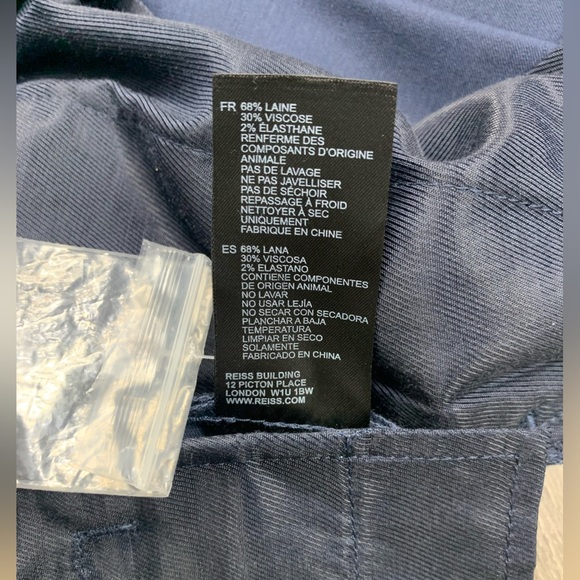 FR 68% LAINE
30% VISCOSE
2% ÉLASTHANE
RENFERME DES
COMPOSANTS D'ORIGINE
ANIMALE
PAS DE LAVAGE
NE PAS JAVELLISER
PAS DE SÉCHOIR
REPASSAGE À FROID
NETTOYER À SEC
UNIQUEMENT
FABRIQUE EN CHINE
ES 68% LANA
30% VISCOSA
2% ELASTANO
CONTIENE COMPONENTES
DE ORIGEN ANIMAL
NO LAVAR
NO USAR LEJÍA
NO SECAR CON SECADORA
PLANCHAR A BAJA
TEMPERATURA
LIMPIAR EN SECO
SOLAMENTE
FABRICADO EN CHINA
REISS BUILDING
12 PICTON PLACE
LONDON W1U 1BW
WWW.REISS.COM